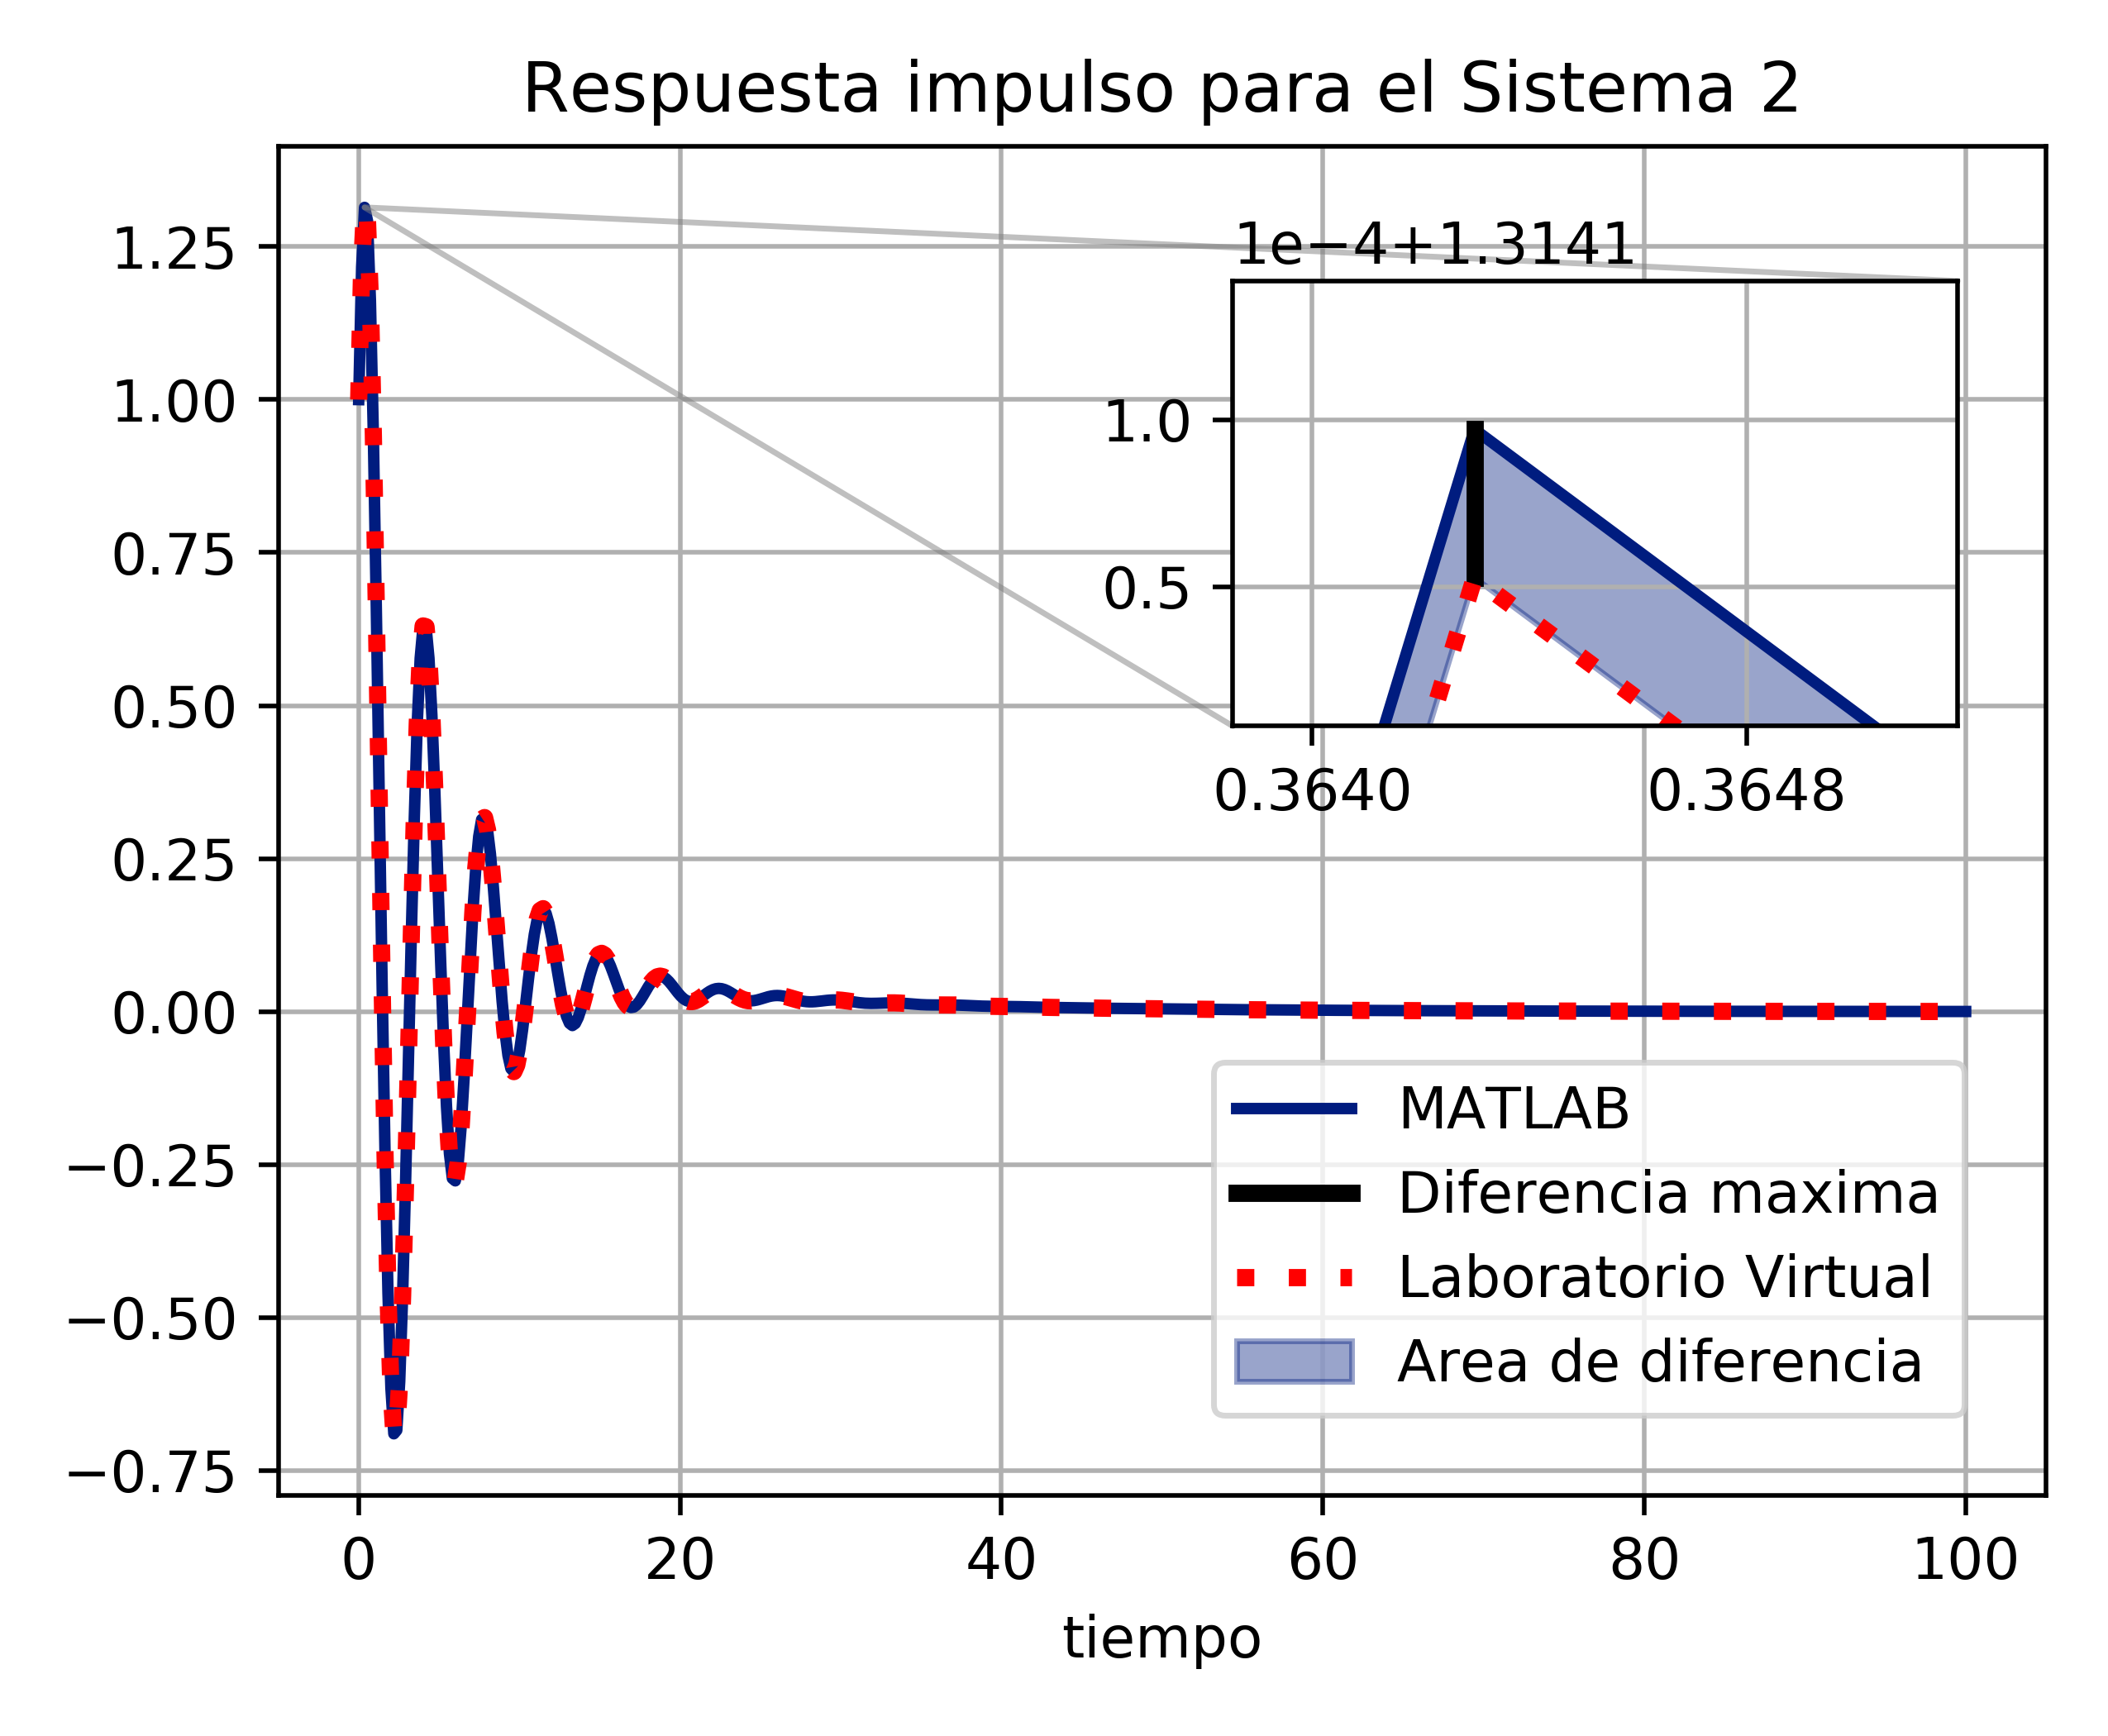 Respuesta impulso para el Sistema 2
1.25
1.00
0.75
0.50
0.25
0.00
−0.25
−0.50
−0.75
1e−4+1.3141
1.0
0.5
0.3640 0.3648
MATLAB
Diferencia maxima
Laboratorio Virtual
Area de diferencia
0 20 40 60 80 100
tiempo